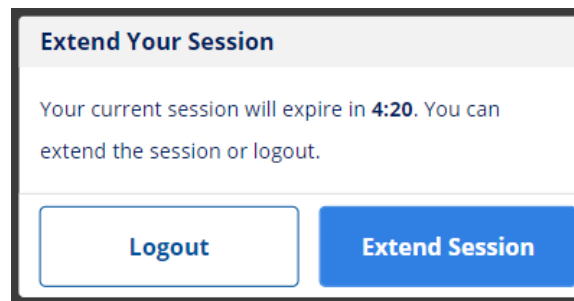 Extend Your Session
Your current session will expire in 4:20. You can
extend the session or logout.
Logout
Extend Session